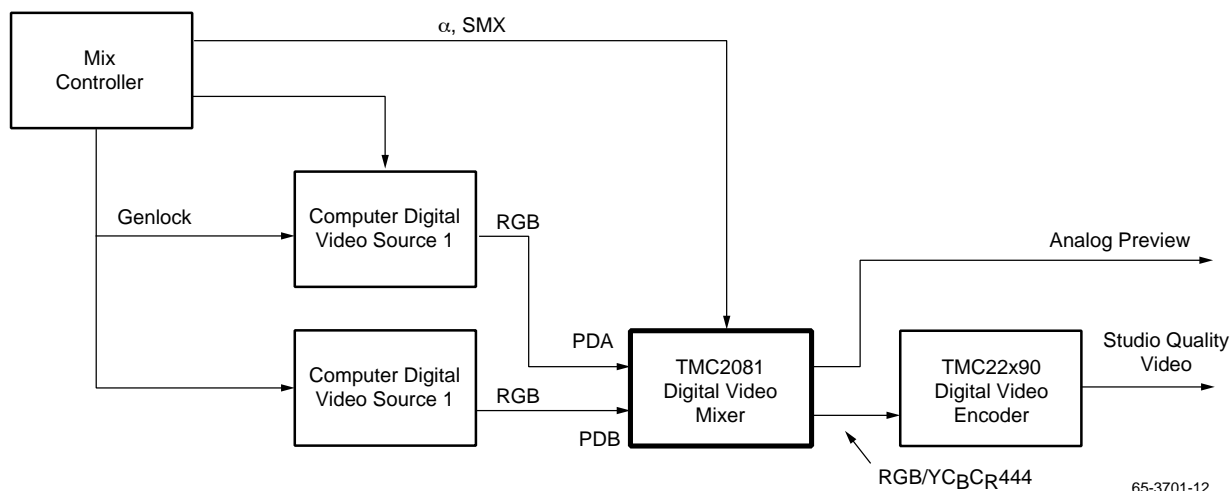 Mix
Controller
α, SMX
Genlock
Computer Digital
Video Source 1
RGB
Analog Preview
PDA
Computer Digital
Video Source 1
RGB
PDB
TMC2081
Digital Video
Mixer
TMC22x90
Digital Video
Encoder
Studio Quality
Video
RGB/YCBCR444
65-3701-12